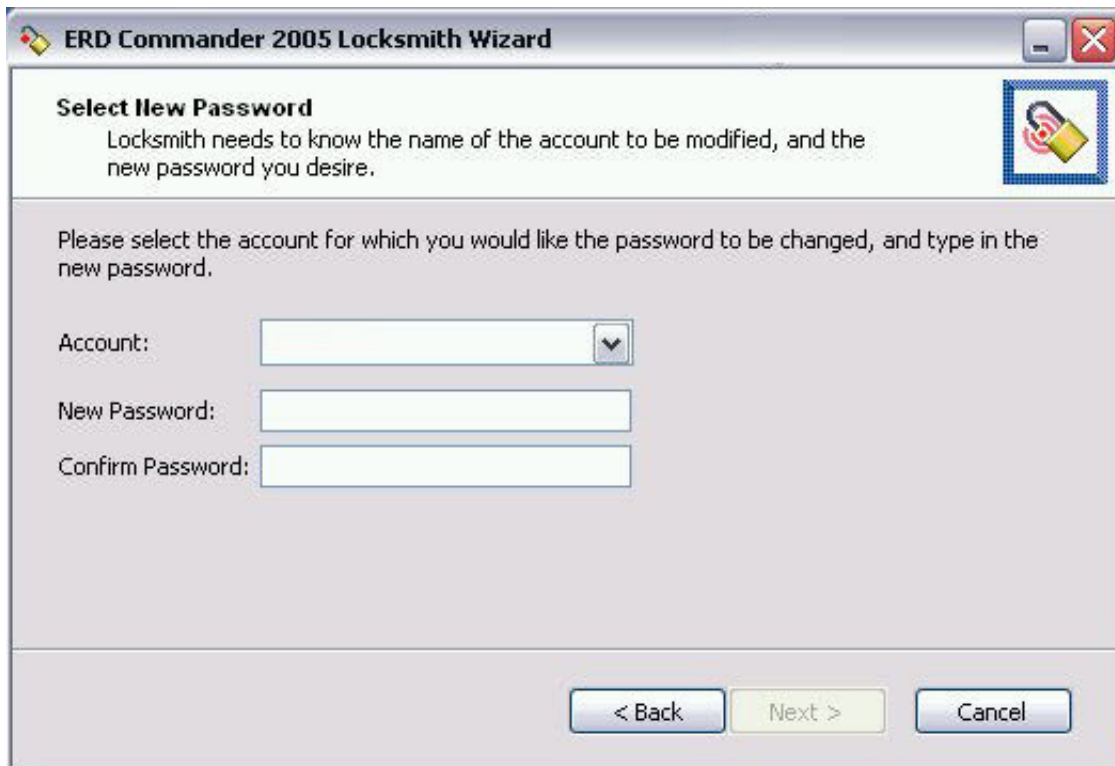 ERD Commander 2005 Locksmith Wizard
Select New Password
Locksmith needs to know the name of the account to be modified, and the
new password you desire.
Please select the account for which you would like the password to be changed, and type in the
new password.
Account:
New Password:
Confirm Password:
< Back Next > Cancel